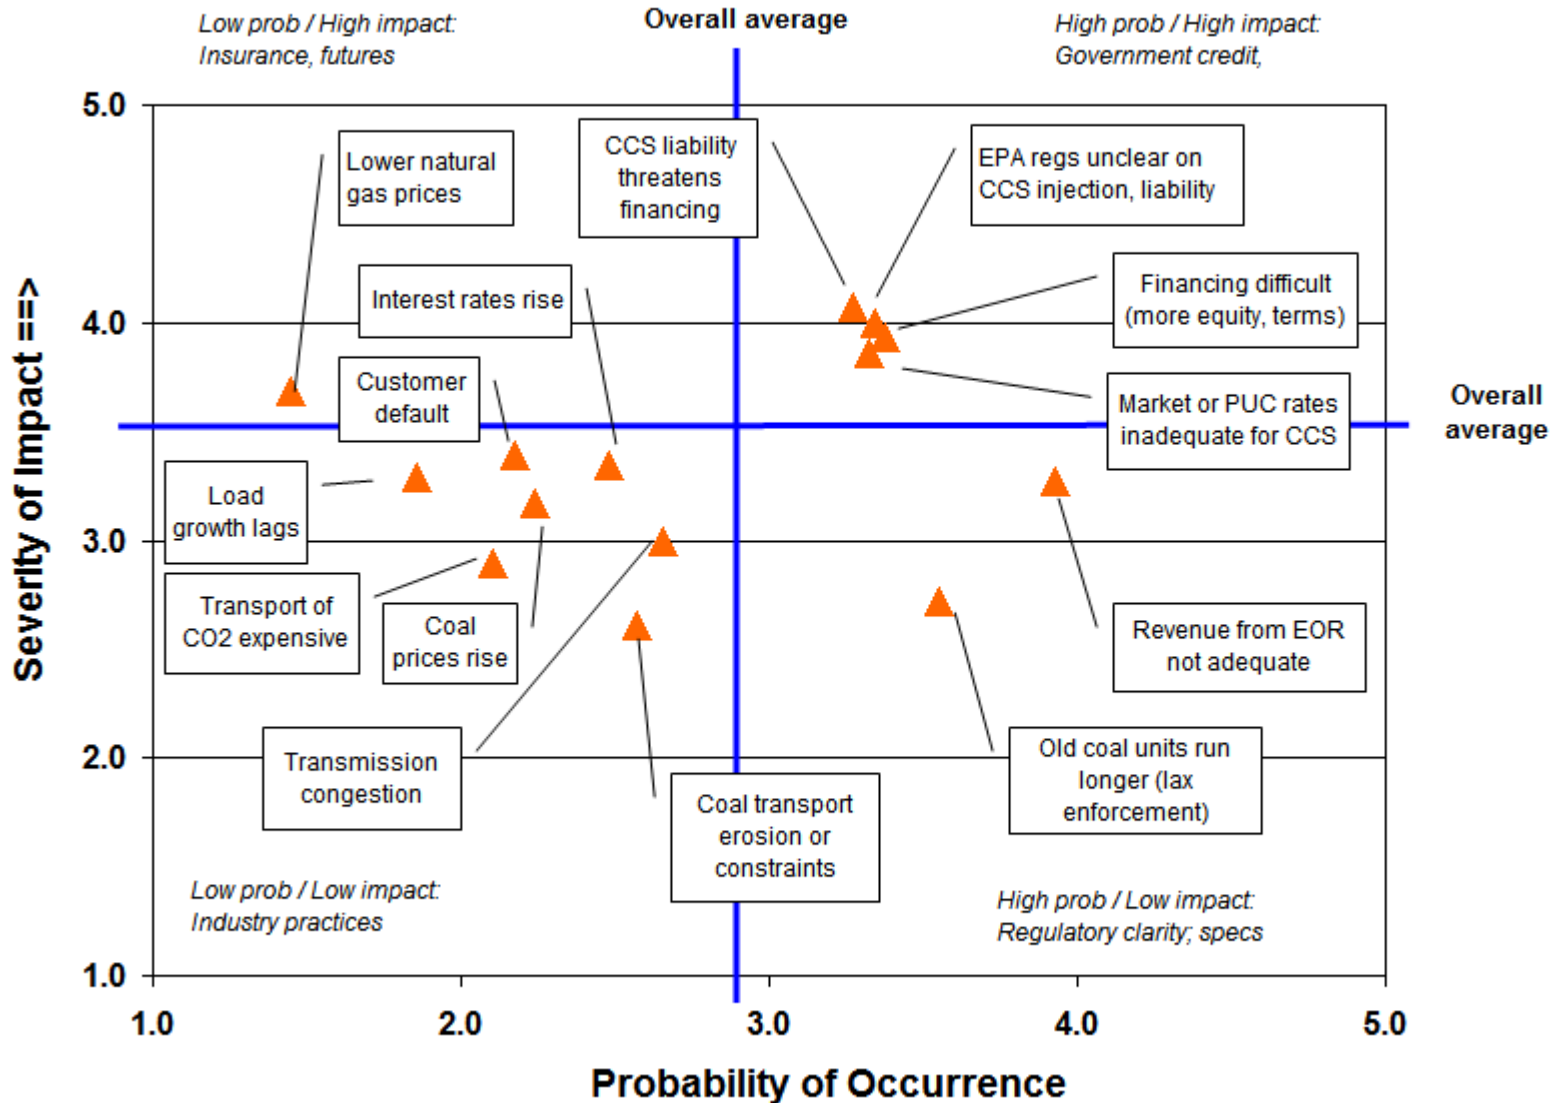 Low prob / High impact:
Insurance, futures
Overall average
High prob / High impact:
Government credit,
5.0
4.0
3.0
2.0
1.0
Severity of Impact ==>
Lower natural
gas prices
CCS liability
threatens
financing
EPA regs unclear on
CCS injection, liability
Interest rates rise
Financing difficult
(more equity, terms)
Customer
default
Market or PUC rates
inadequate for CCS
Overall
average
Load
growth lags
Transport of
CO2 expensive
Coal
prices rise
Revenue from EOR
not adequate
Transmission
congestion
Old coal units run
longer (lax
enforcement)
Coal transport
erosion or
constraints
Low prob / Low impact:
Industry practices
High prob / Low impact:
Regulatory clarity; specs
1.0
2.0
3.0
4.0
5.0
Probability of Occurrence